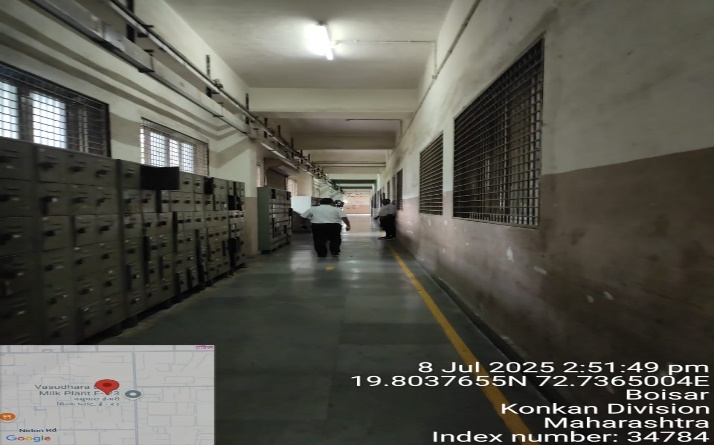 8 Jul 2025 2:51:49 pm
19.8037655N 72.7365004E
Boisar
Konkan Division
Maharashtra
Index number: 34784
Vasudhara
Milk Plant E-
Google